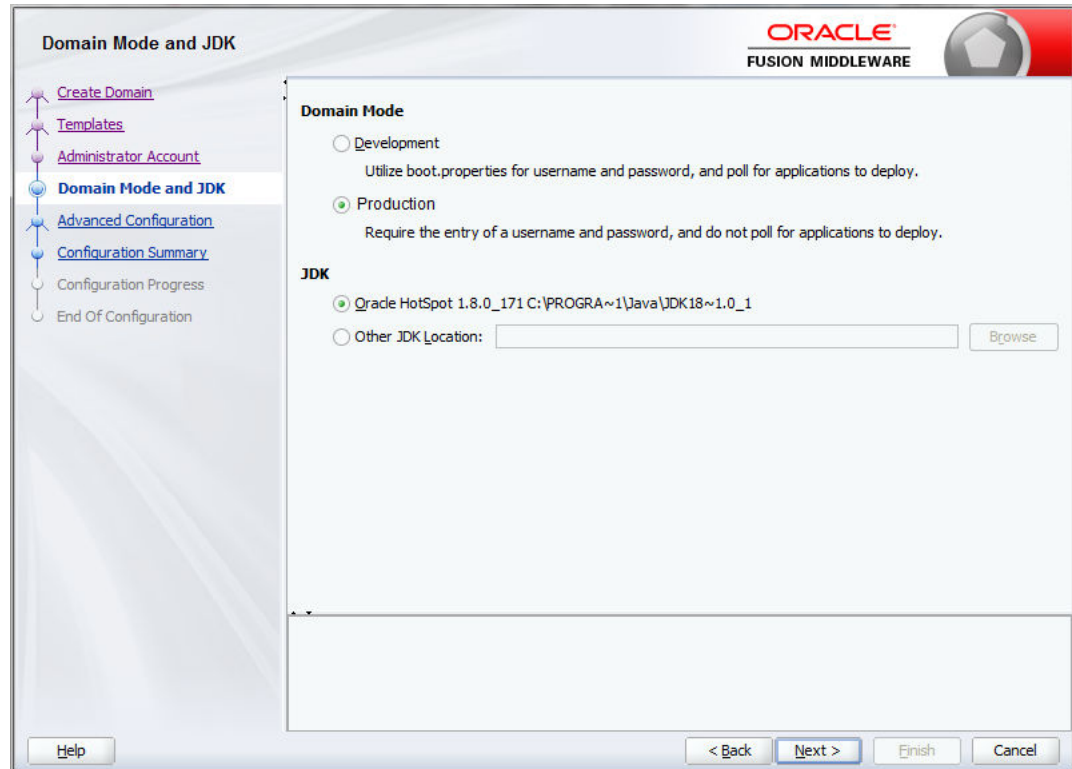 Domain Mode and JDK
ORACLE
FUSION MIDDLEWARE
Create Domain
Templates
Administrator Account
Domain Mode and JDK
Advanced Configuration
Configuration Summary
Configuration Progress
End Of Configuration
Domain Mode
Development
Utilize boot.properties for username and password, and poll for applications to deploy.
Production
Require the entry of a username and password, and do not poll for applications to deploy.
JDK
Oracle HotSpot 1.8.0_171 C:\PROGRA~1\Java\JDK18~1.0_1
Other JDK Location:
Browse
Help
< Back
Next >
Finish
Cancel